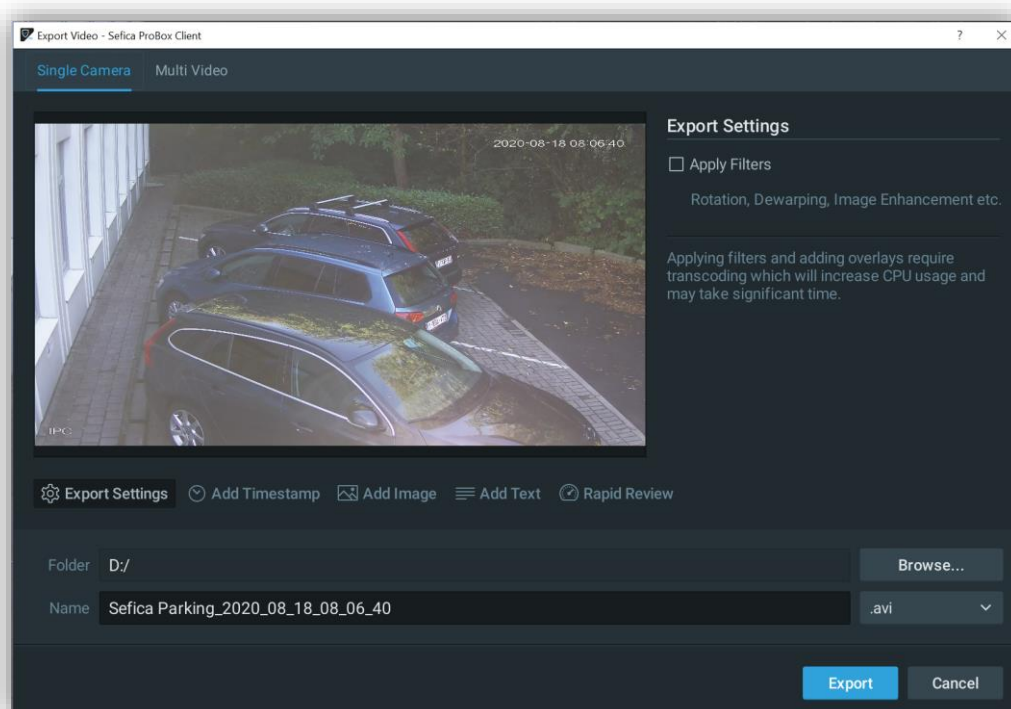 Export Video - Sefica ProBox Client
?
Single Camera Multi Video
2020-08-18 08:06:40
IPC
Export Settings
Apply Filters
Rotation, Dewarping, Image Enhancement etc.
Applying filters and adding overlays require
transcoding which will increase CPU usage and
may take significant time.
Export Settings Add Timestamp Add Image Add Text Rapid Review
Folder D:/ Browse...
Name Sefica Parking_2020_08_18_08_06_40 .avi
Export Cancel